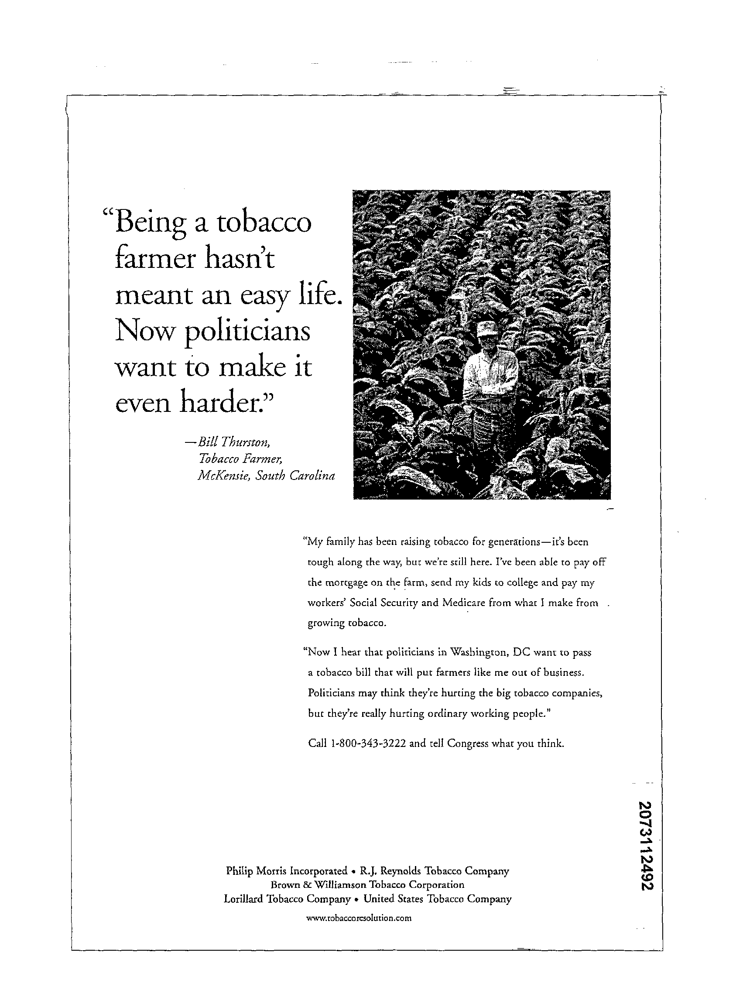 “Being a tobacco
farmer hasn’t
meant an easy life.
Now politicians
want to make it
even harder.”
—Bill Thurston,
Tobacco Farmer,
McKensie, South Carolina
“My family has been raising tobacco for generations—it’s been
tough along the way, but we’re still here. I’ve been able to pay off
the mortgage on the farm, send my kids to college and pay my
workers’ Social Security and Medicare from what I make from
growing tobacco.
“Now I hear that politicians in Washington, DC want to pass
a tobacco bill that will put farmers like me out of business.
Politicians may think they’re hurting the big tobacco companies,
but they’re really hurting ordinary working people."
Call 1-800-343-3222 and tell Congress what you think.
Philip Morris Incorporated • R.J. Reynolds Tobacco Company
Brown & Williamson Tobacco Corporation
Lorillard Tobacco Company • United States Tobacco Company
www.tobaccoresolution.com
2073112492